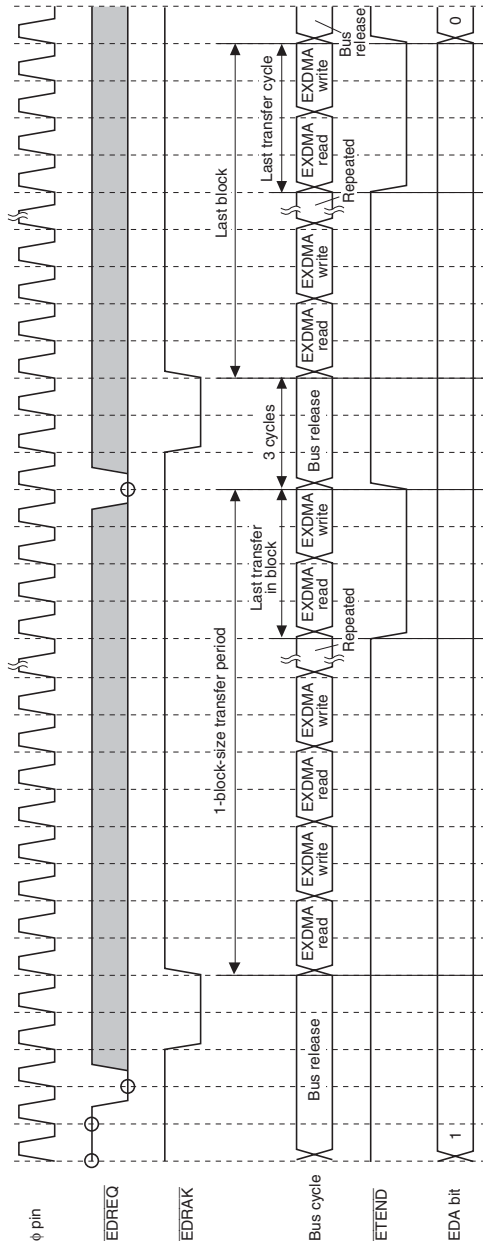 φ pin
EDREQ
EDRAK
1-block-size transfer period
Last block
Last transfer
in block
3 cycles
Last transfer cycle
Bus cycle
Bus release
EXDMA
read
EXDMA
write
EXDMA
read
EXDMA
write
Repeated
EXDMA
read
EXDMA
write
Bus release
EXDMA
read
EXDMA
write
Repeated
EXDMA
read
EXDMA
write
Bus
release
ETEND
EDA bit
1
0